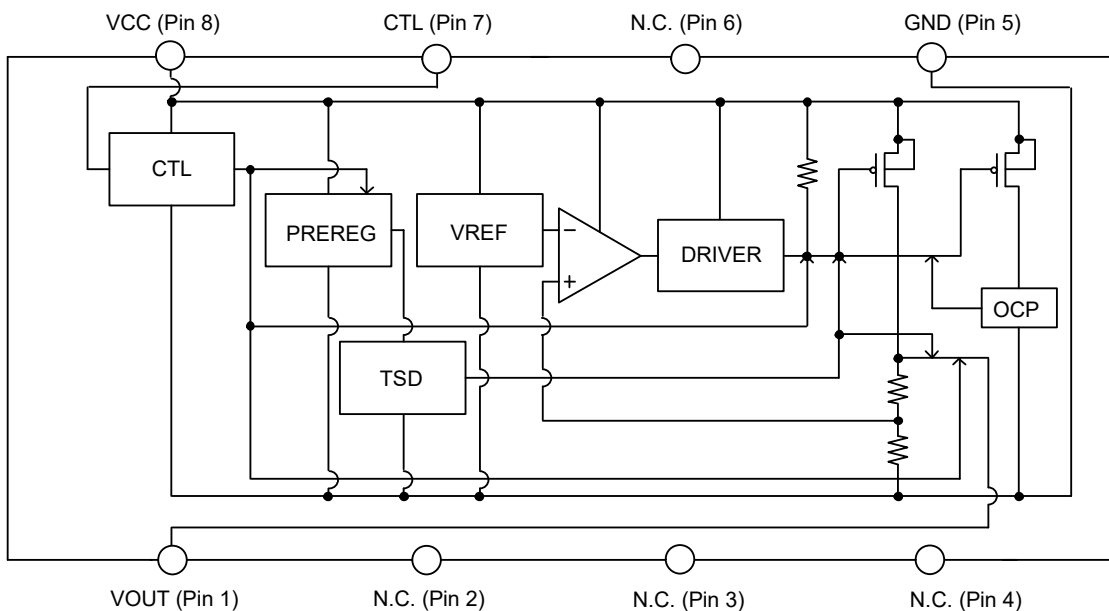 VCC (Pin 8)
CTL (Pin 7)
N.C. (Pin 6)
GND (Pin 5)
CTL
PREREG
VREF
−
+
DRIVER
OCP
TSD
VOUT (Pin 1)
N.C. (Pin 2)
N.C. (Pin 3)
N.C. (Pin 4)